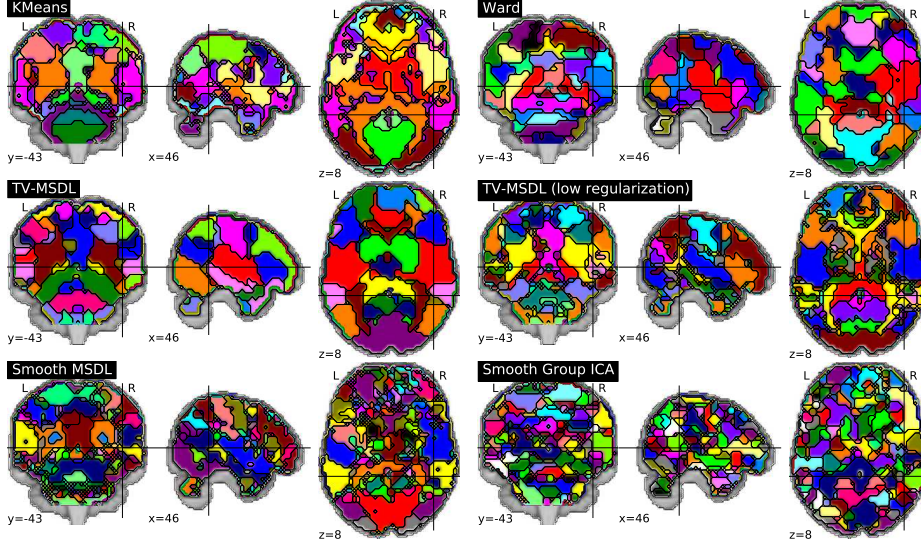 KMeans
L R
y=-43 x=46 z=8
Ward
L R
y=-43 x=46 z=8
TV-MSDL
L R
y=-43 x=46 z=8
TV-MSDL (low regularization)
L R
y=-43 x=46 z=8
Smooth MSDL
L R
y=-43 x=46 z=8
Smooth Group ICA
L R
y=-43 x=46 z=8